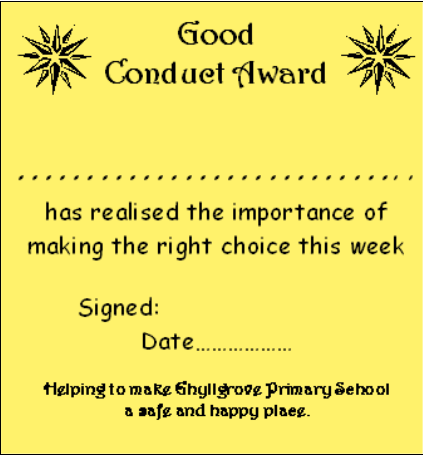 Good
Conduct Award
has realised the importance of
making the right choice this week
Signed:
Date..................
Helping to make Ghyllgrove Primary School
a safe and happy place.